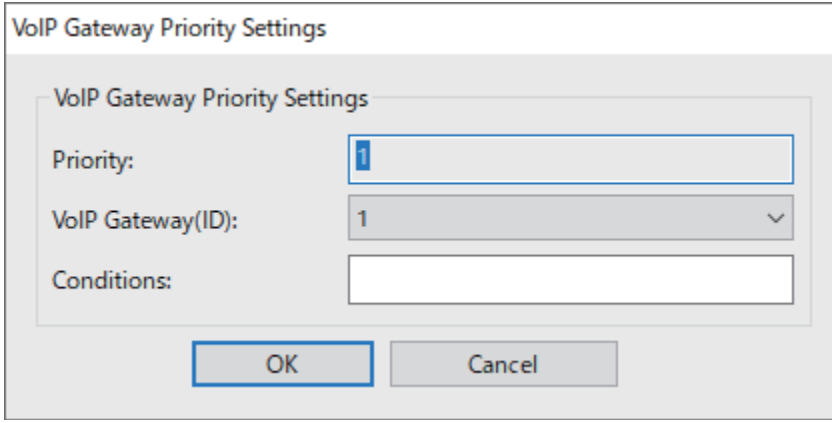 VoIP Gateway Priority Settings
VoIP Gateway Priority Settings
Priority: 1
VoIP Gateway(ID): 1
Conditions:
OK Cancel